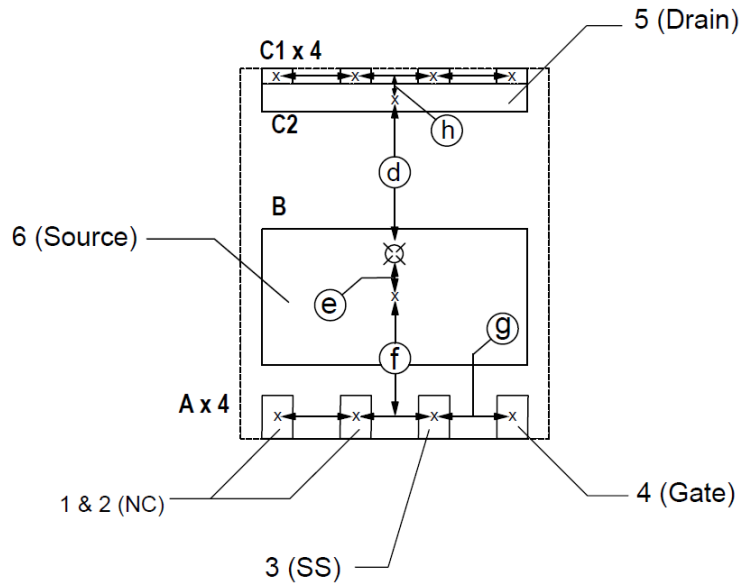 5 (Drain)
C1 x 4
x x x x
x
h
C2
d
B
6 (Source)
e
x
g
f
A x 4
x x x x
1 & 2 (NC)
4 (Gate)
3 (SS)